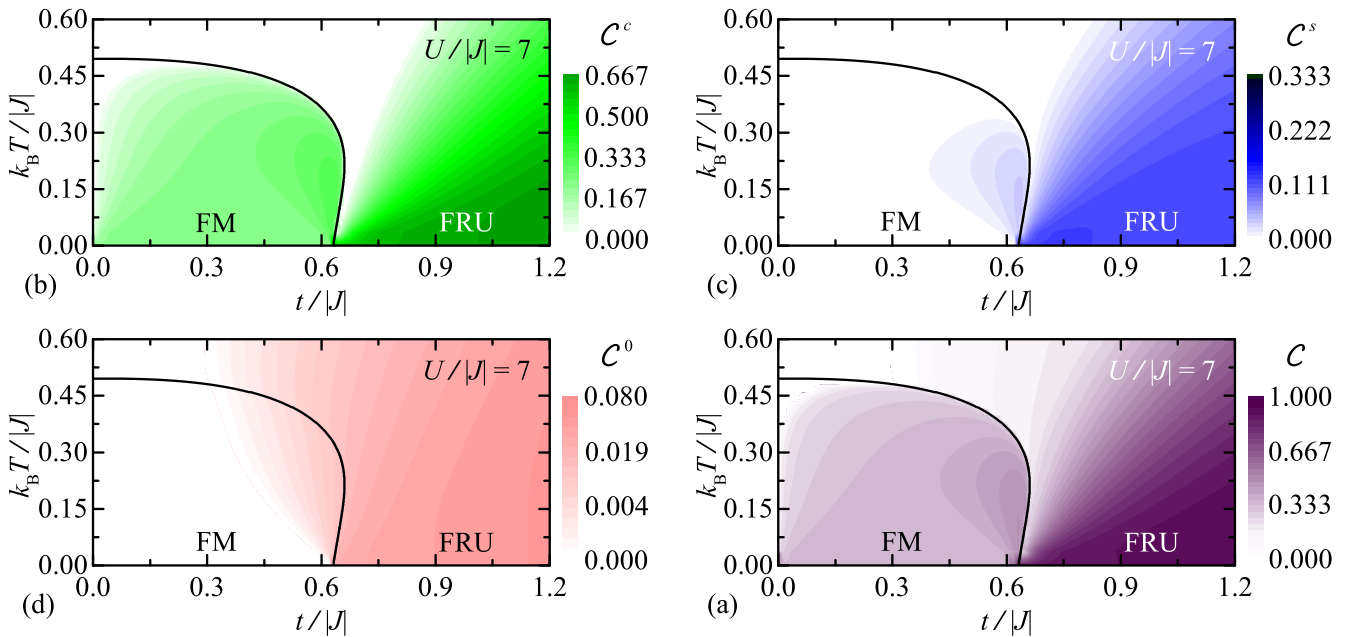 0.60
0.45
0.30
0.15
0.00
k_B T / |J|
U / |J| = 7
FM
FRU
0.0 0.3 0.6 0.9 1.2
t / |J|
(b)
𝒞^c
0.667
0.500
0.333
0.167
0.000
0.60
0.45
0.30
0.15
0.00
k_B T / |J|
U / |J| = 7
FM
FRU
0.0 0.3 0.6 0.9 1.2
t / |J|
(c)
𝒞^s
0.333
0.222
0.111
0.000
0.60
0.45
0.30
0.15
0.00
k_B T / |J|
U / |J| = 7
FM
FRU
0.0 0.3 0.6 0.9 1.2
t / |J|
(d)
𝒞^0
0.080
0.019
0.004
0.000
0.60
0.45
0.30
0.15
0.00
k_B T / |J|
U / |J| = 7
FM
FRU
0.0 0.3 0.6 0.9 1.2
t / |J|
(a)
𝒞
1.000
0.667
0.333
0.000